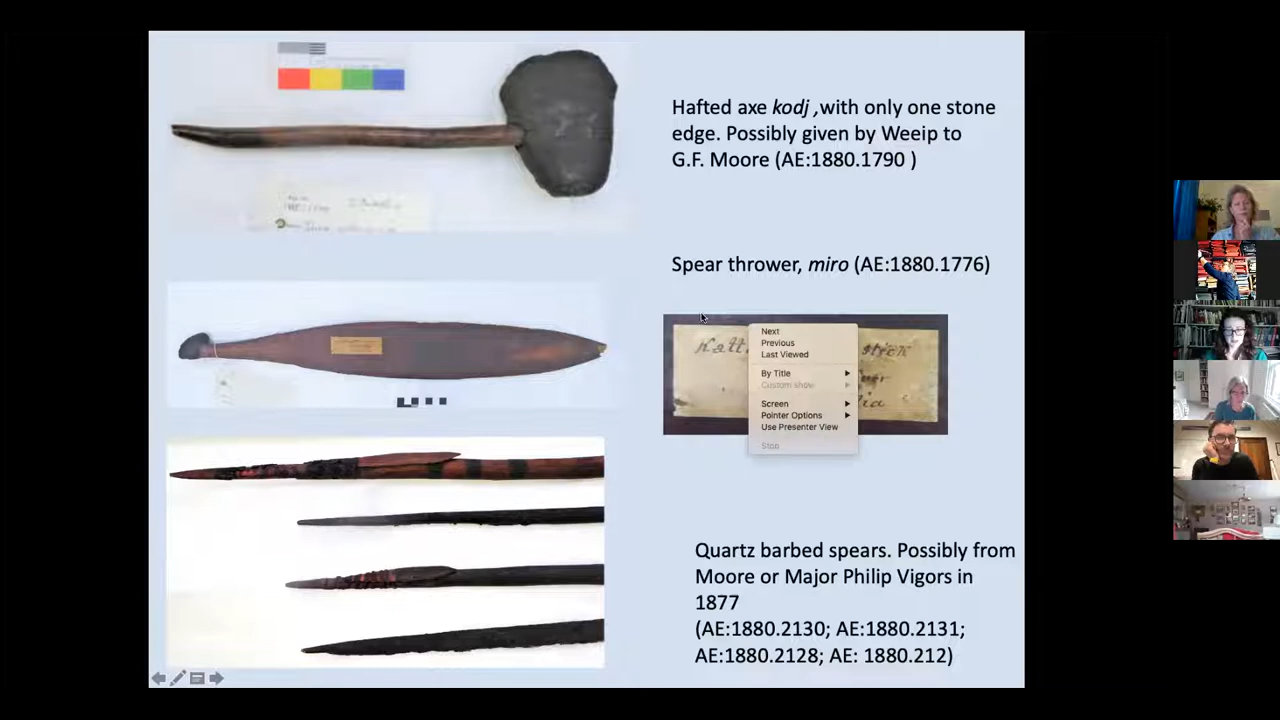 Hafted axe kodj ,with only one stone
edge. Possibly given by Weeip to
G.F. Moore (AE:1880.1790 )
Spear thrower, miro (AE:1880.1776)
Next
Previous
Last Viewed
By Title
Custom show
Screen
Pointer Options
Use Presenter View
Stop
stick
Quartz barbed spears. Possibly from
Moore or Major Philip Vigors in
1877
(AE:1880.2130; AE:1880.2131;
AE:1880.2128; AE: 1880.212)